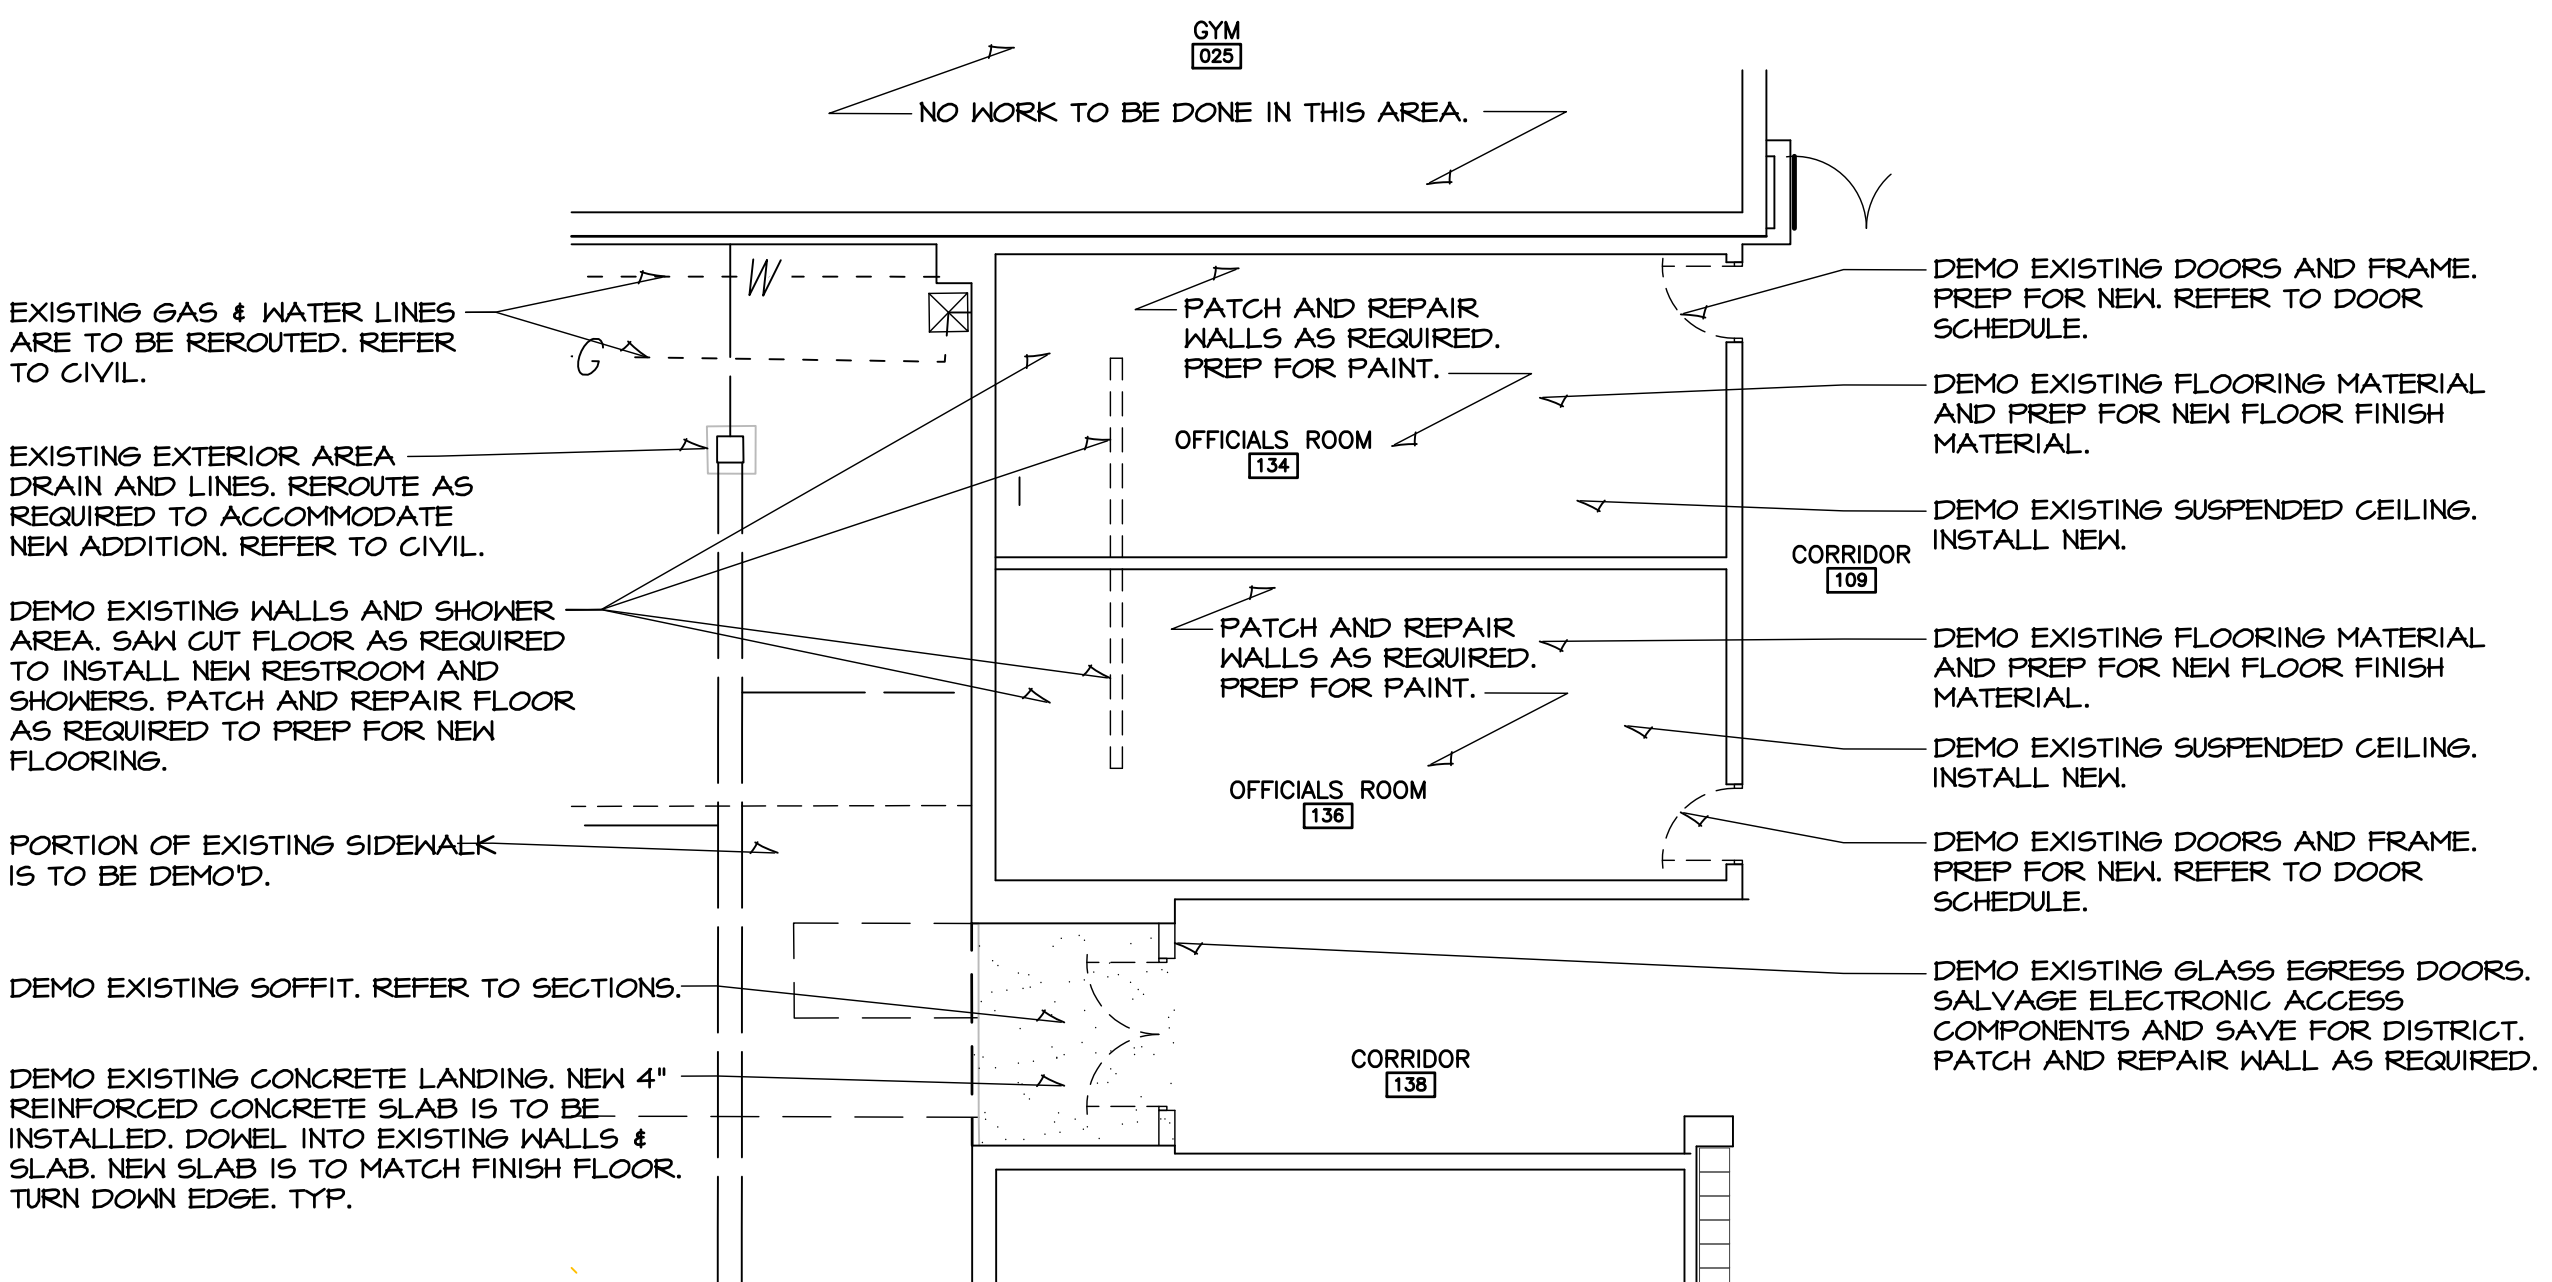 GYM
025
NO WORK TO BE DONE IN THIS AREA.
W
G
EXISTING GAS & WATER LINES
ARE TO BE REROUTED. REFER
TO CIVIL.
EXISTING EXTERIOR AREA
DRAIN AND LINES. REROUTE AS
REQUIRED TO ACCOMMODATE
NEW ADDITION. REFER TO CIVIL.
DEMO EXISTING WALLS AND SHOWER
AREA. SAW CUT FLOOR AS REQUIRED
TO INSTALL NEW RESTROOM AND
SHOWERS. PATCH AND REPAIR FLOOR
AS REQUIRED TO PREP FOR NEW
FLOORING.
PORTION OF EXISTING SIDEWALK
IS TO BE DEMO'D.
DEMO EXISTING SOFFIT. REFER TO SECTIONS.
DEMO EXISTING CONCRETE LANDING. NEW 4"
REINFORCED CONCRETE SLAB IS TO BE
INSTALLED. DOWEL INTO EXISTING WALLS &
SLAB. NEW SLAB IS TO MATCH FINISH FLOOR.
TURN DOWN EDGE. TYP.
PATCH AND REPAIR
WALLS AS REQUIRED.
PREP FOR PAINT.
OFFICIALS ROOM
134
PATCH AND REPAIR
WALLS AS REQUIRED.
PREP FOR PAINT.
OFFICIALS ROOM
136
CORRIDOR
138
CORRIDOR
109
DEMO EXISTING DOORS AND FRAME.
PREP FOR NEW. REFER TO DOOR
SCHEDULE.
DEMO EXISTING FLOORING MATERIAL
AND PREP FOR NEW FLOOR FINISH
MATERIAL.
DEMO EXISTING SUSPENDED CEILING.
INSTALL NEW.
DEMO EXISTING FLOORING MATERIAL
AND PREP FOR NEW FLOOR FINISH
MATERIAL.
DEMO EXISTING SUSPENDED CEILING.
INSTALL NEW.
DEMO EXISTING DOORS AND FRAME.
PREP FOR NEW. REFER TO DOOR
SCHEDULE.
DEMO EXISTING GLASS EGRESS DOORS.
SALVAGE ELECTRONIC ACCESS
COMPONENTS AND SAVE FOR DISTRICT.
PATCH AND REPAIR WALL AS REQUIRED.